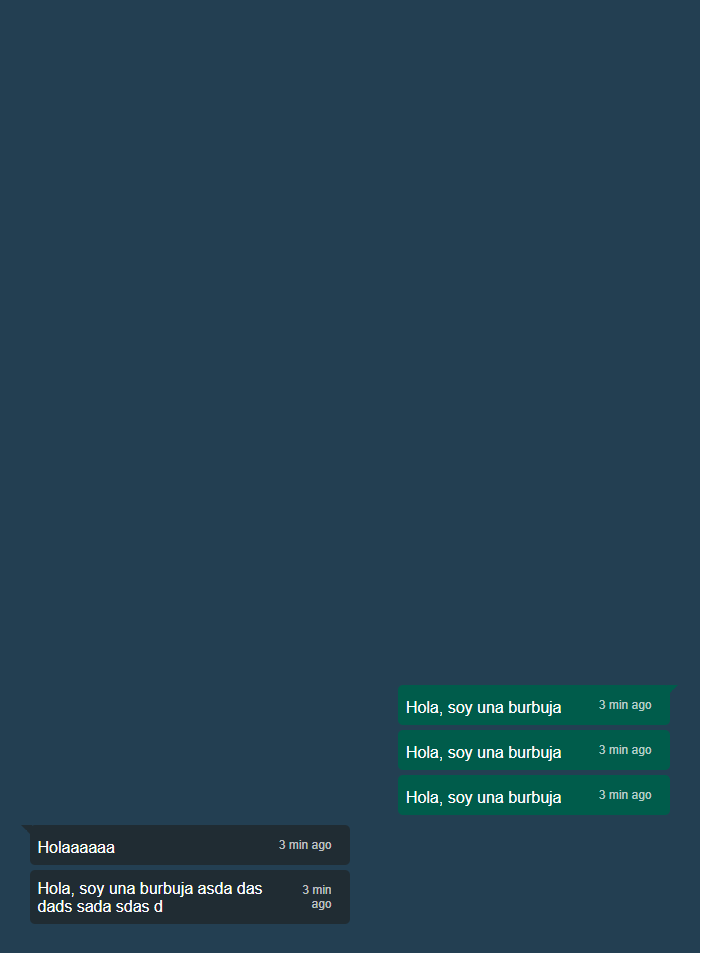 Hola, soy una burbuja 3 min ago
Hola, soy una burbuja 3 min ago
Hola, soy una burbuja 3 min ago
Holaaaaaa 3 min ago
Hola, soy una burbuja asda das 3 min
dads sada sdas d ago